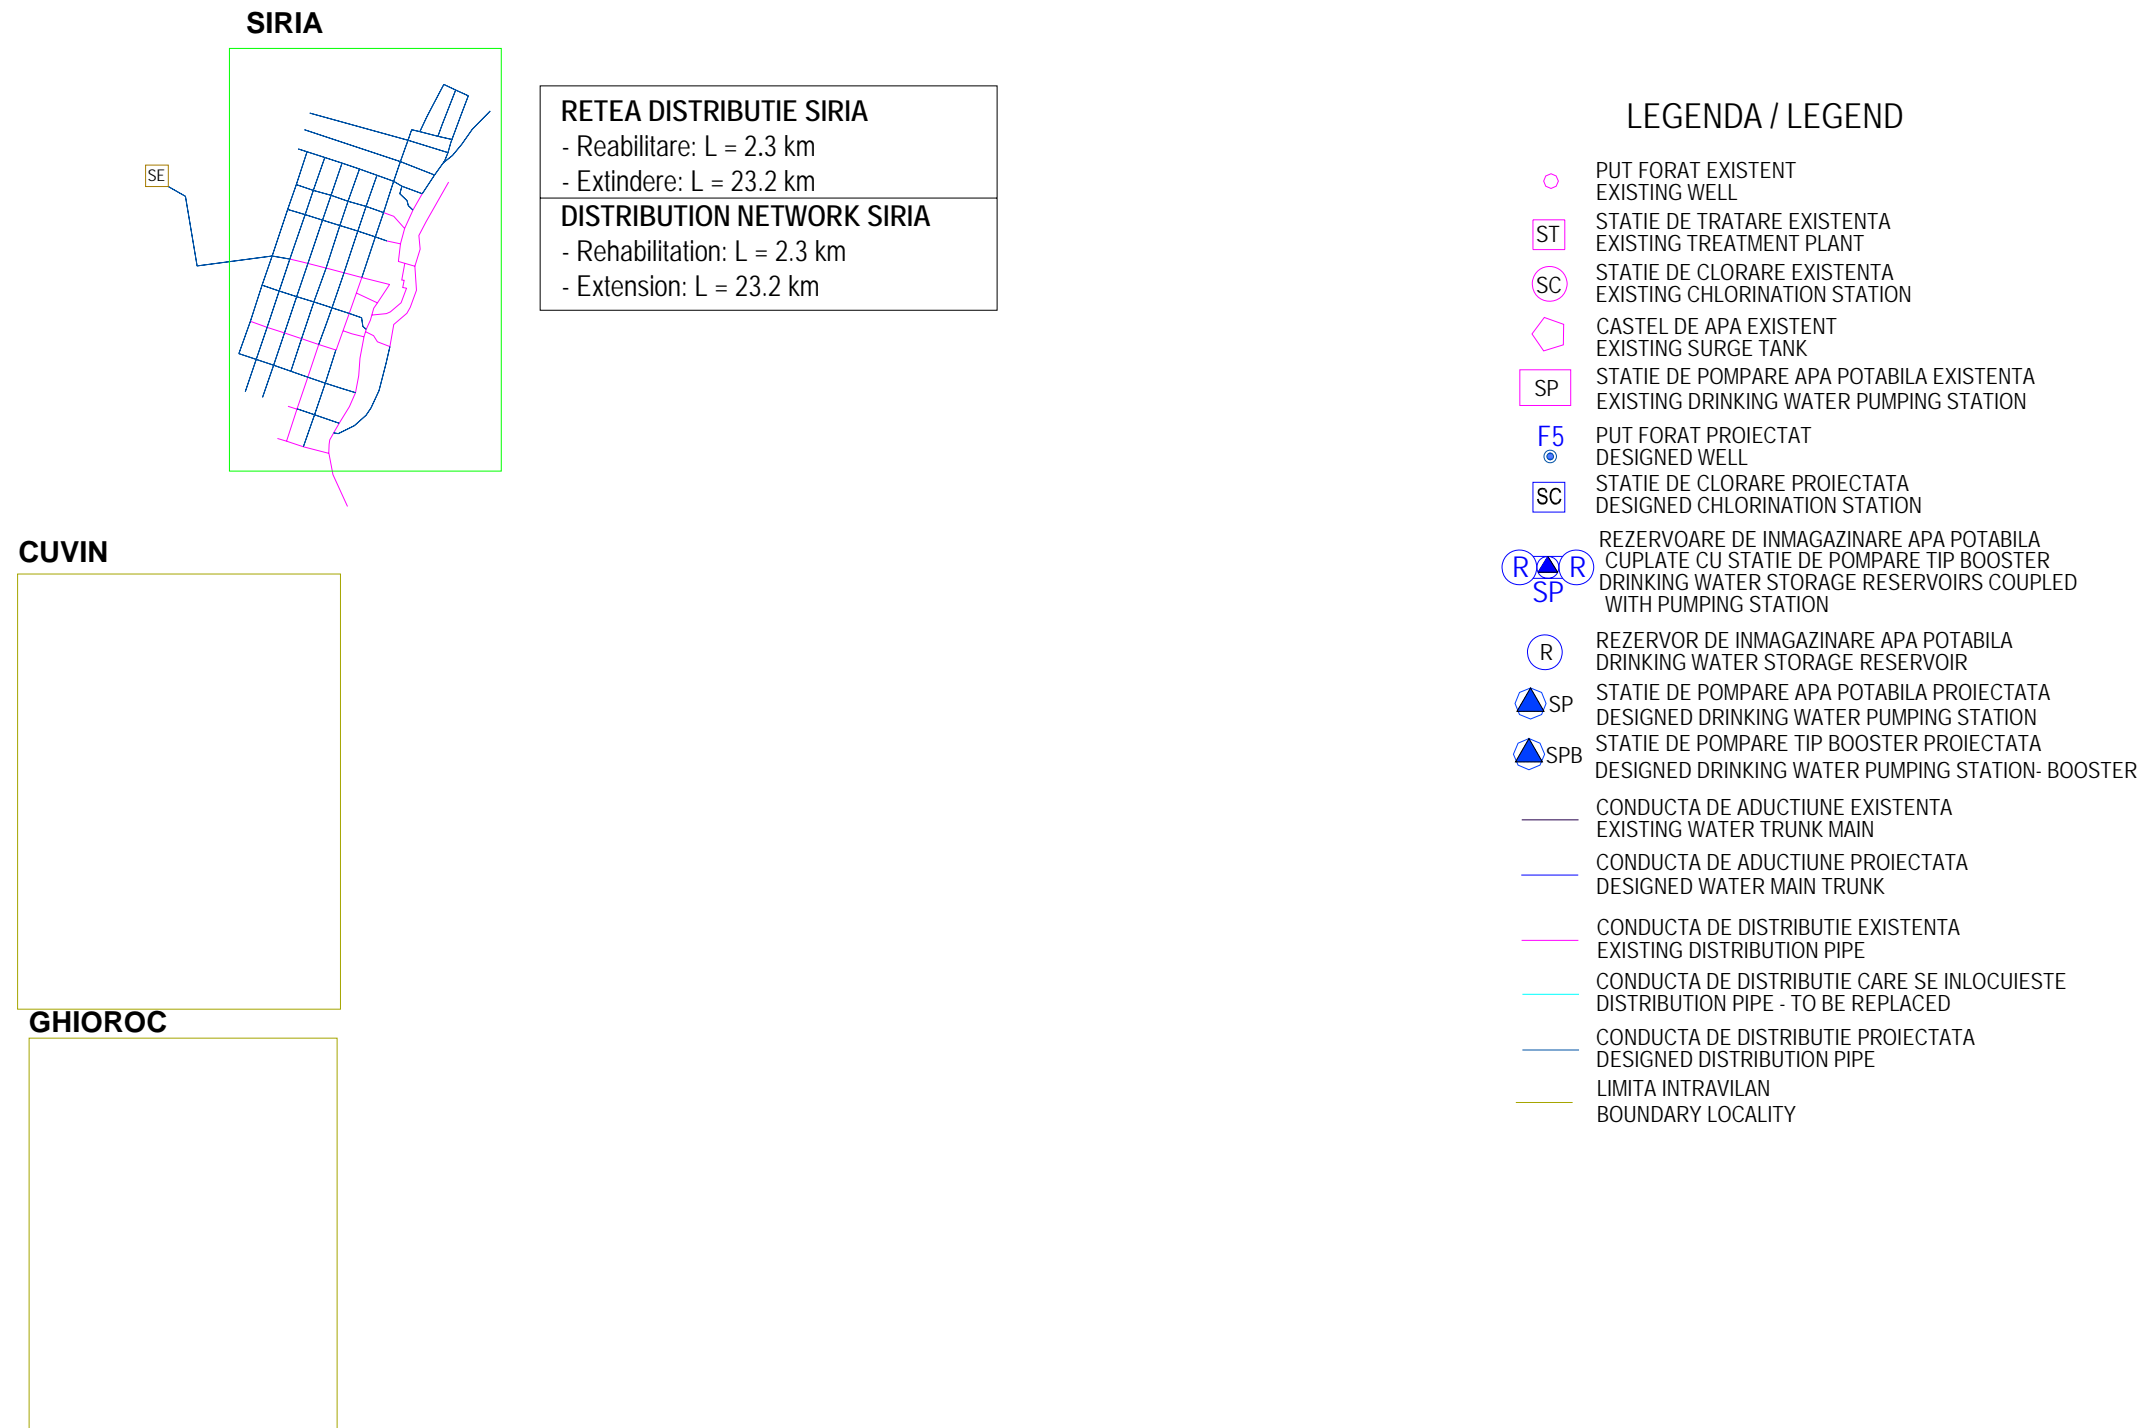 SIRIA
SE
RETEA DISTRIBUTIE SIRIA
- Reabilitare: L = 2.3 km
- Extindere: L = 23.2 km
DISTRIBUTION NETWORK SIRIA
- Rehabilitation: L = 2.3 km
- Extension: L = 23.2 km
CUVIN
GHIOROC
LEGENDA / LEGEND
PUT FORAT EXISTENT
EXISTING WELL
ST
STATIE DE TRATARE EXISTENTA
EXISTING TREATMENT PLANT
SC
STATIE DE CLORARE EXISTENTA
EXISTING CHLORINATION STATION
CASTEL DE APA EXISTENT
EXISTING SURGE TANK
SP
STATIE DE POMPARE APA POTABILA EXISTENTA
EXISTING DRINKING WATER PUMPING STATION
F5
PUT FORAT PROIECTAT
DESIGNED WELL
SC
STATIE DE CLORARE PROIECTATA
DESIGNED CHLORINATION STATION
R R
SP
REZERVOARE DE INMAGAZINARE APA POTABILA
CUPLATE CU STATIE DE POMPARE TIP BOOSTER
DRINKING WATER STORAGE RESERVOIRS COUPLED
WITH PUMPING STATION
R
REZERVOR DE INMAGAZINARE APA POTABILA
DRINKING WATER STORAGE RESERVOIR
SP
STATIE DE POMPARE APA POTABILA PROIECTATA
DESIGNED DRINKING WATER PUMPING STATION
SPB
STATIE DE POMPARE TIP BOOSTER PROIECTATA
DESIGNED DRINKING WATER PUMPING STATION- BOOSTER
CONDUCTA DE ADUCTIUNE EXISTENTA
EXISTING WATER TRUNK MAIN
CONDUCTA DE ADUCTIUNE PROIECTATA
DESIGNED WATER MAIN TRUNK
CONDUCTA DE DISTRIBUTIE EXISTENTA
EXISTING DISTRIBUTION PIPE
CONDUCTA DE DISTRIBUTIE CARE SE INLOCUIESTE
DISTRIBUTION PIPE - TO BE REPLACED
CONDUCTA DE DISTRIBUTIE PROIECTATA
DESIGNED DISTRIBUTION PIPE
LIMITA INTRAVILAN
BOUNDARY LOCALITY